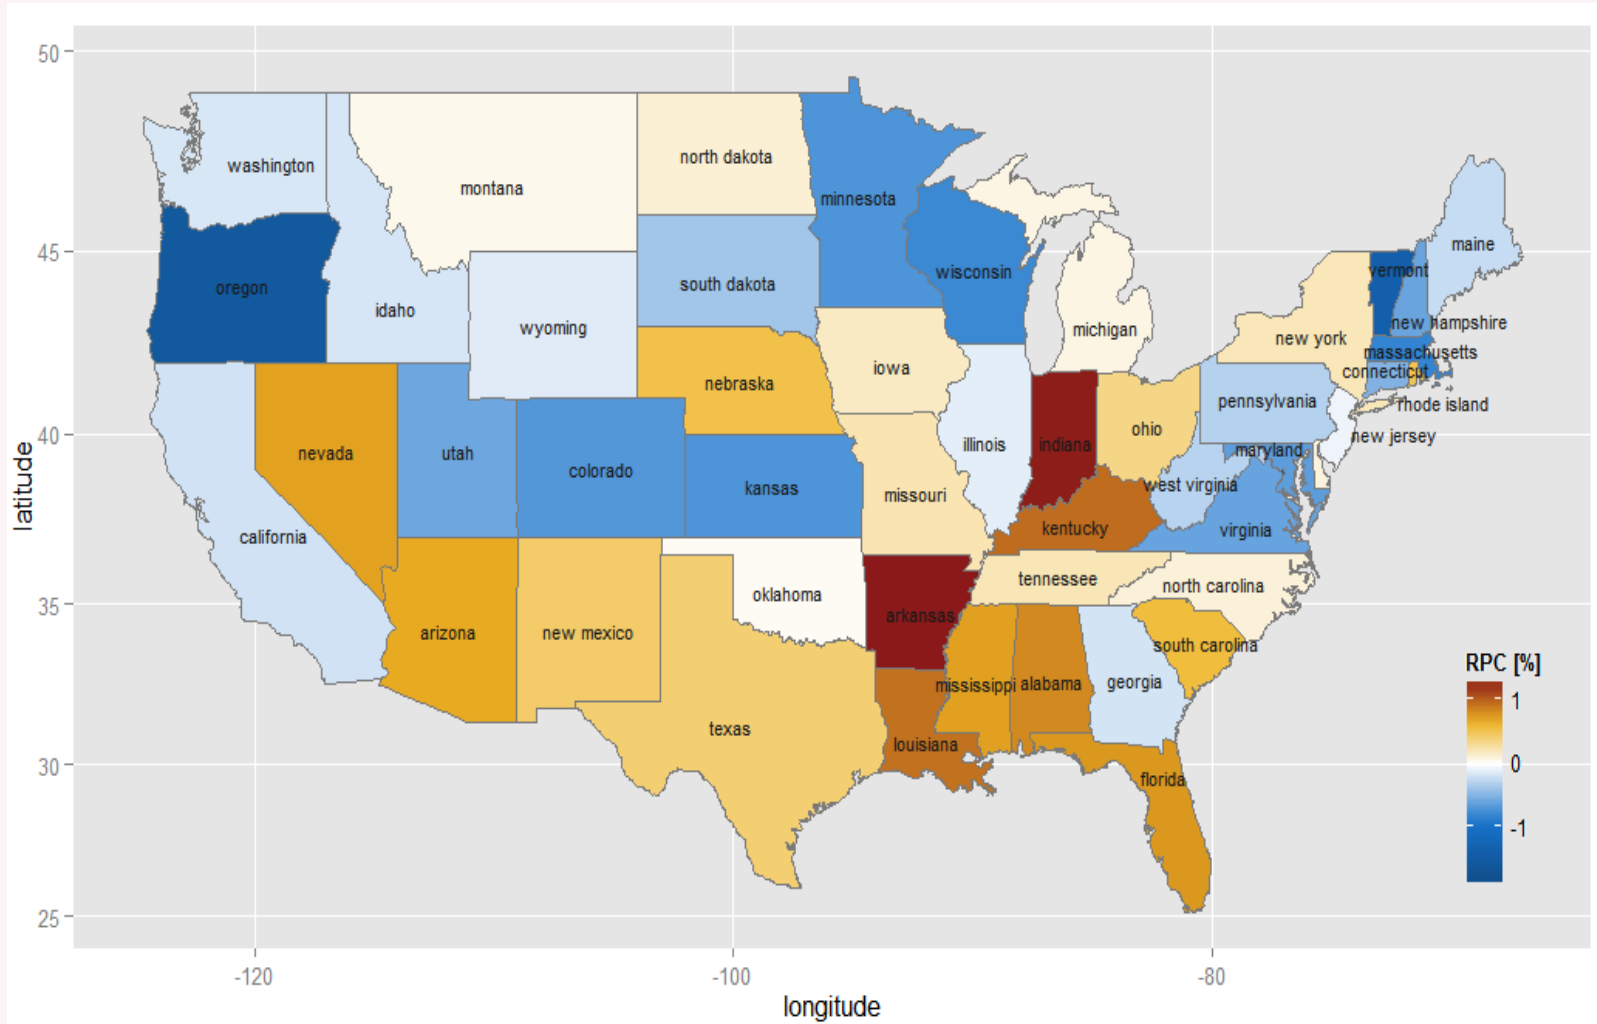 50
washington
north dakota
montana
minnesota
maine
45
vermont
wisconsin
oregon
south dakota
idaho
new hampshire
wyoming
michigan
new york
massachusetts
iowa
connecticut
nebraska
pennsylvania
rhode island
40
ohio
new jersey
illinois
indiana
maryland
nevada
utah
colorado
west virginia
kansas
missouri
latitude
kentucky
virginia
california
tennessee
north carolina
35
oklahoma
arkansas
arizona
new mexico
south carolina
RPC [%]
mississippi
alabama
georgia
1
texas
louisiana
30
0
florida
-1
25
-120
-100
-80
longitude